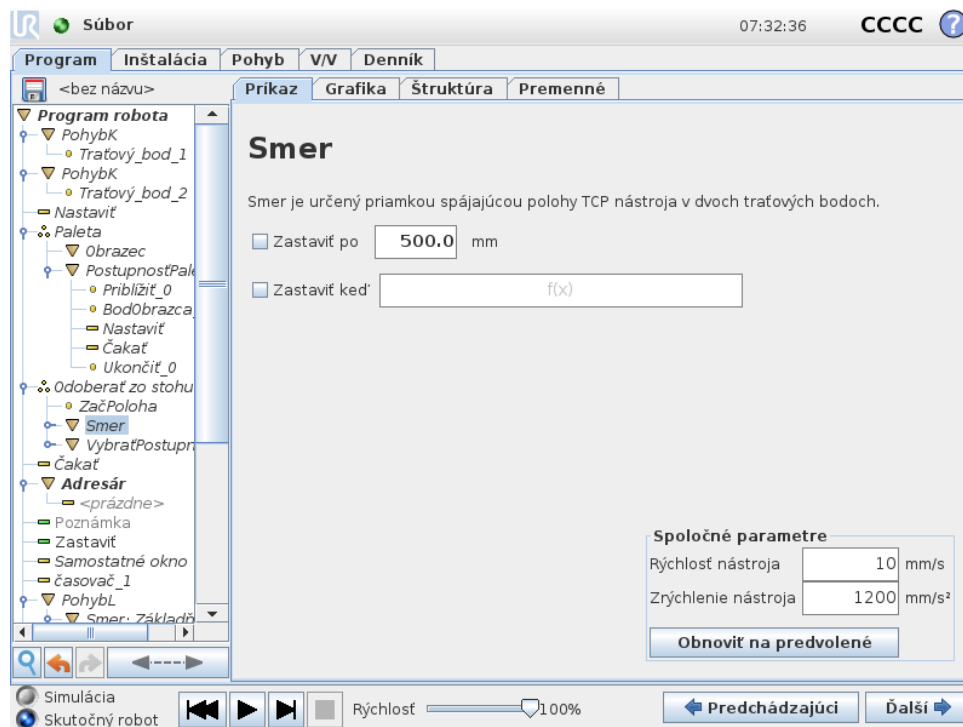 UR Súbor 07:32:36 CCCC ?
Program Inštalácia Pohyb V/V Denník
<bez názvu> Príkaz Grafika Štruktúra Premenné
Program robota
PohybK
Traťový_bod_1
PohybK
Traťový_bod_2
Nastaviť
Paleta
Obrazec
PostupnosťPale
Priblížiť_0
BodObrazca_
Nastaviť
Čakať
Ukončiť_0
Odoberať zo stohu
ZačPoloha
Smer
VybraťPostupn
Čakať
Adresár
<prázdne>
Poznámka
Zastaviť
Samostatné okno
časovač_1
PohybL
Smer: Základň
Smer
Smer je určený priamkou spájajúcou polohy TCP nástroja v dvoch traťových bodoch.
Zastaviť po 500.0 mm
Zastaviť keď f(x)
Spoločné parametre
Rýchlosť nástroja 10 mm/s
Zrýchlenie nástroja 1200 mm/s²
Obnoviť na predvolené
Simulácia
Skutočný robot
Rýchlosť 100%
Predchádzajúci Ďalší